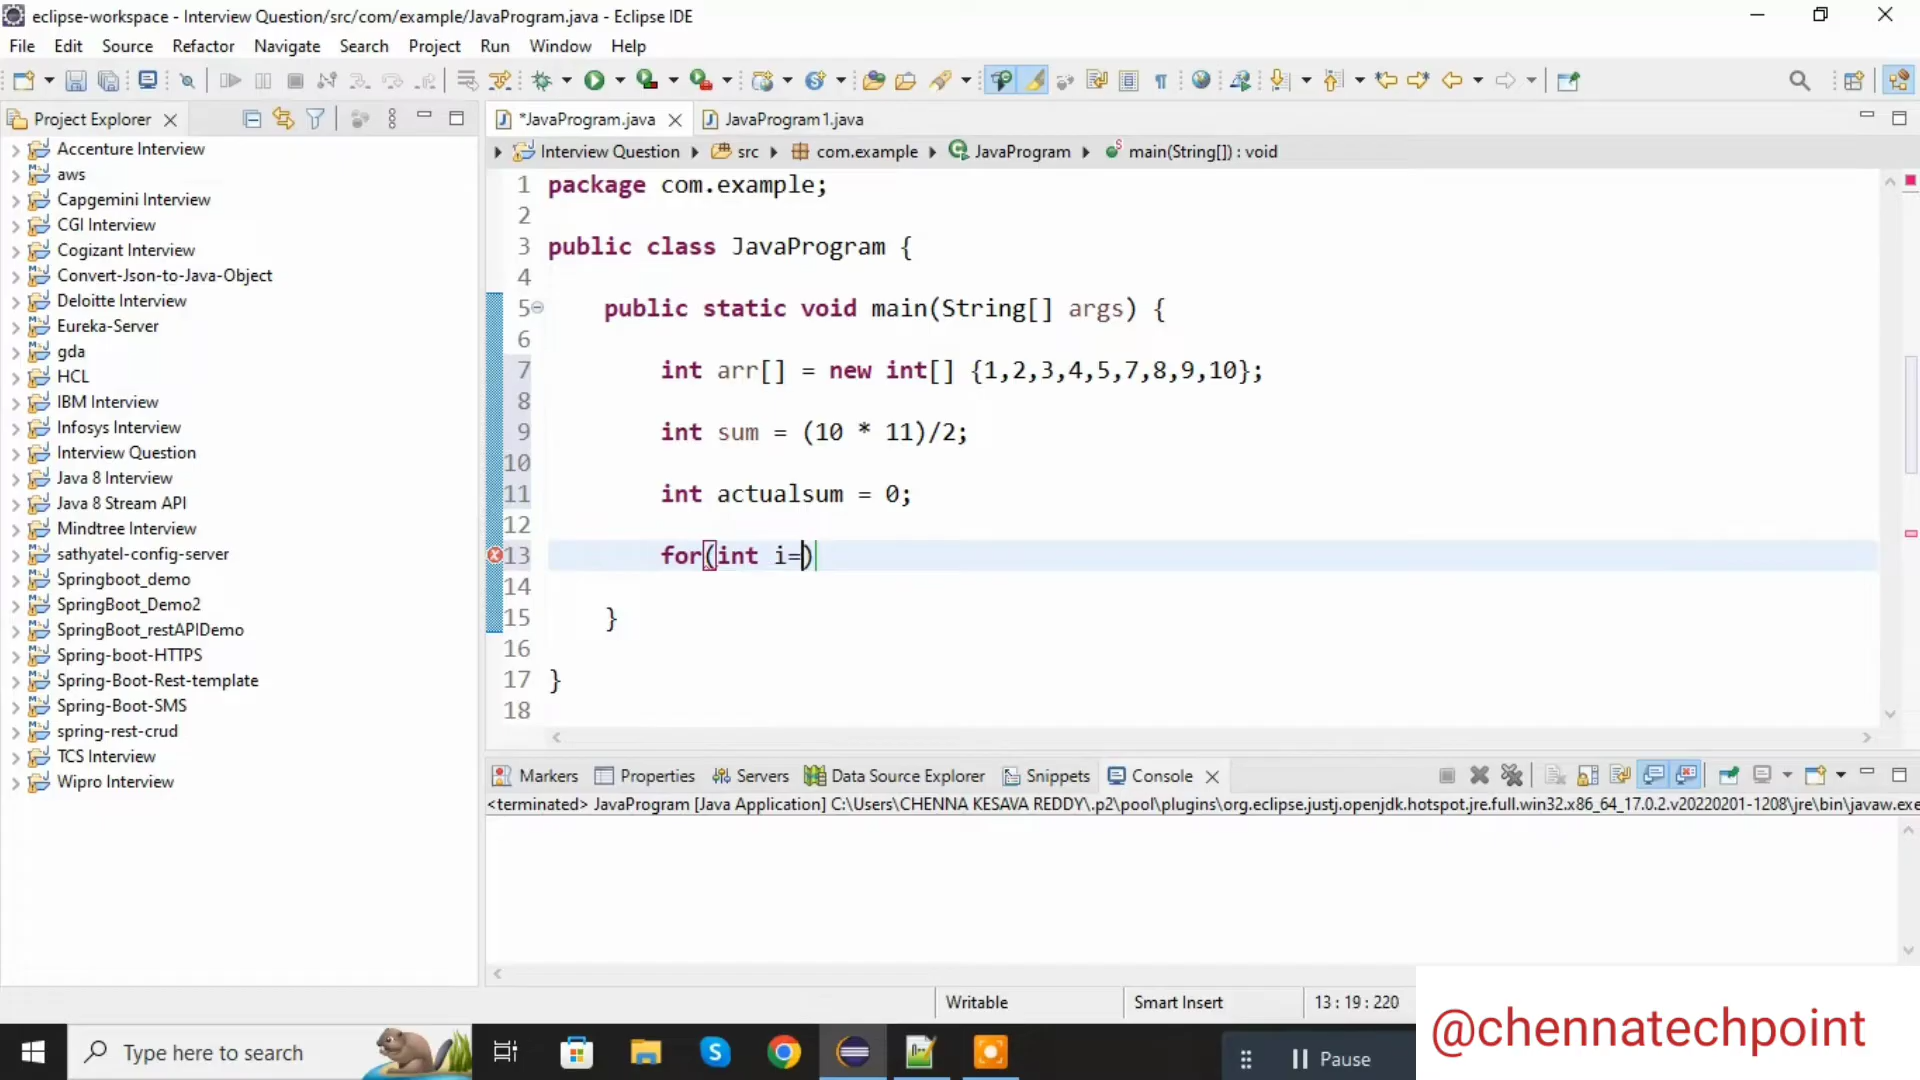 eclipse-workspace - Interview Question/src/com/example/JavaProgram.java - Eclipse IDE
File Edit Source Refactor Navigate Search Project Run Window Help
Project Explorer
*JavaProgram.java JavaProgram1.java
Interview Question src com.example JavaProgram main(String[]) : void
Accenture Interview
aws
Capgemini Interview
CGI Interview
Cogizant Interview
Convert-Json-to-Java-Object
Deloitte Interview
Eureka-Server
gda
HCL
IBM Interview
Infosys Interview
Interview Question
Java 8 Interview
Java 8 Stream API
Mindtree Interview
sathyatel-config-server
Springboot_demo
SpringBoot_Demo2
SpringBoot_restAPIDemo
Spring-boot-HTTPS
Spring-Boot-Rest-template
Spring-Boot-SMS
spring-rest-crud
TCS Interview
Wipro Interview
1 package com.example;
2
3 public class JavaProgram {
4
5 public static void main(String[] args) {
6
7 int arr[] = new int[] {1,2,3,4,5,7,8,9,10};
8
9 int sum = (10 * 11)/2;
10
11 int actualsum = 0;
12
13 for(int i=)
14
15 }
16
17 }
18
Markers Properties Servers Data Source Explorer Snippets Console
<terminated> JavaProgram [Java Application] C:\Users\CHENNA KESAVA REDDY\.p2\pool\plugins\org.eclipse.justj.openjdk.hotspot.jre.full.win32.x86_64_17.0.2.v20220201-1208\jre\bin\javaw.exe
Writable Smart Insert 13 : 19 : 220
@chennatechpoint
Type here to search
Pause